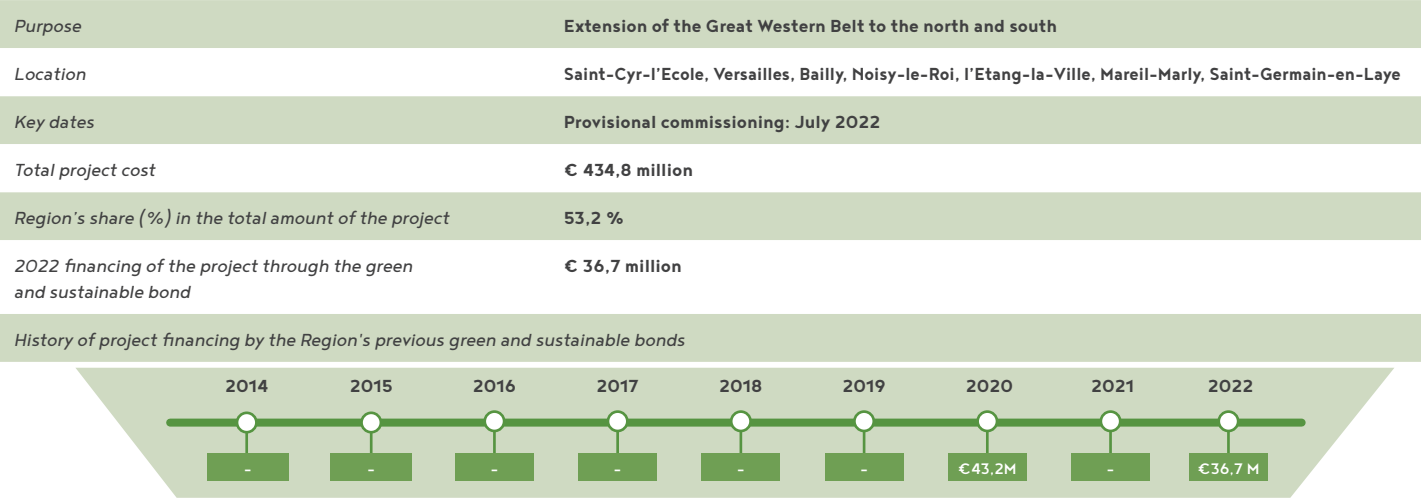 Purpose Extension of the Great Western Belt to the north and south
Location Saint-Cyr-l'Ecole, Versailles, Bailly, Noisy-le-Roi, l'Etang-la-Ville, Mareil-Marly, Saint-Germain-en-Laye
Key dates Provisional commissioning: July 2022
Total project cost € 434,8 million
Region's share (%) in the total amount of the project 53,2 %
2022 financing of the project through the green € 36,7 million
and sustainable bond
History of project financing by the Region's previous green and sustainable bonds
2014 2015 2016 2017 2018 2019 2020 2021 2022
- - - - - - €43,2M - €36,7 M